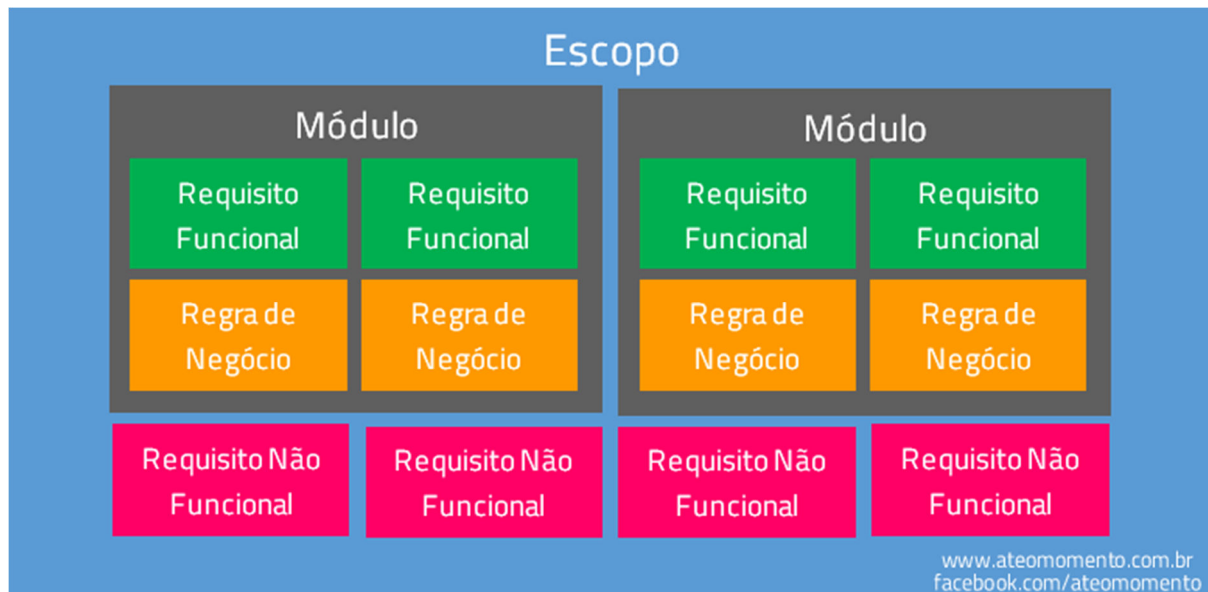 Escopo
Módulo
Requisito
Funcional
Requisito
Funcional
Regra de
Negócio
Regra de
Negócio
Módulo
Requisito
Funcional
Requisito
Funcional
Regra de
Negócio
Regra de
Negócio
Requisito Não
Funcional
Requisito Não
Funcional
Requisito Não
Funcional
Requisito Não
Funcional
www.ateomomento.com.br
facebook.com/ateomomento